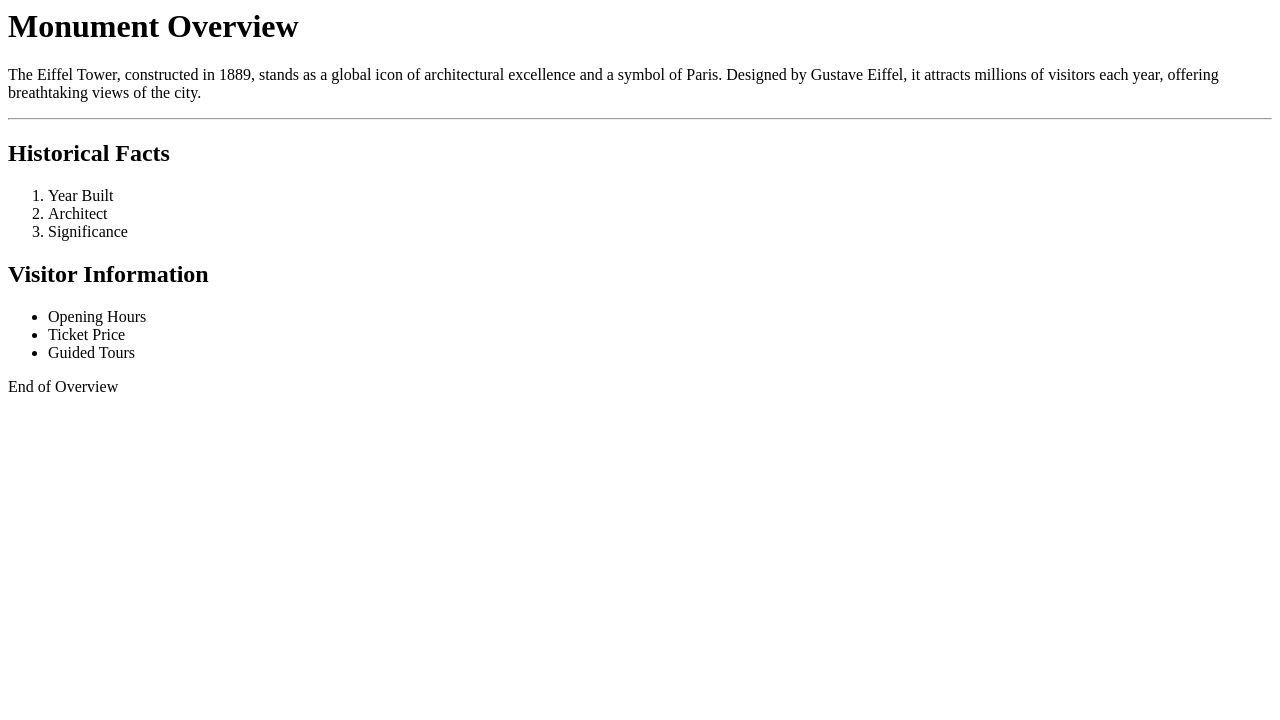 Monument Overview
The Eiffel Tower, constructed in 1889, stands as a global icon of architectural excellence and a symbol of Paris. Designed by Gustave Eiffel, it attracts millions of visitors each year, offering
breathtaking views of the city.
Historical Facts
1. Year Built
2. Architect
3. Significance
Visitor Information
• Opening Hours
• Ticket Price
• Guided Tours
End of Overview